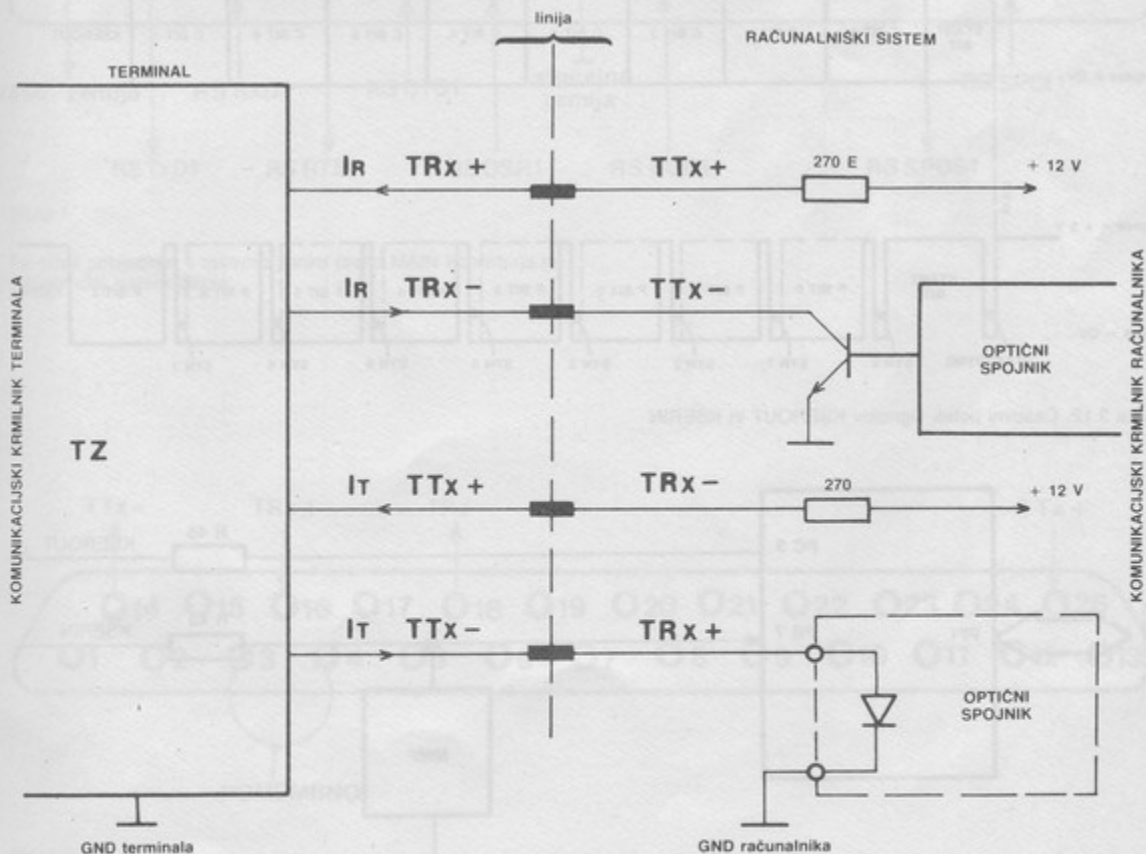 linija
RAČUNALNIŠKI SISTEM
TERMINAL
IR TRx+ TTx+ 270 E + 12 V
IR TRx- TTx-
OPTIČNI
SPOJNIK
KOMUNIKACIJSKI KRMILNIK TERMINALA
KOMUNIKACIJSKI KRMILNIK RAČUNALNIKA
TZ
IT TTx+ TRx- 270 + 12 V
IT TTx- TRx+
OPTIČNI
SPOJNIK
GND terminala
GND računalnika